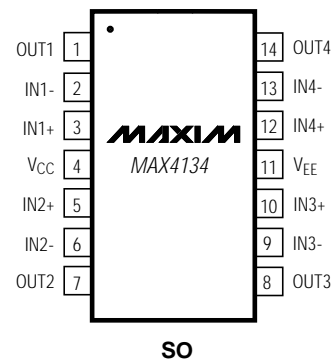 OUT1 1 14 OUT4
IN1- 2 13 IN4-
IN1+ 3 12 IN4+
MAXIM
VCC 4 MAX4134 11 VEE
IN2+ 5 10 IN3+
IN2- 6 9 IN3-
OUT2 7 8 OUT3
SO